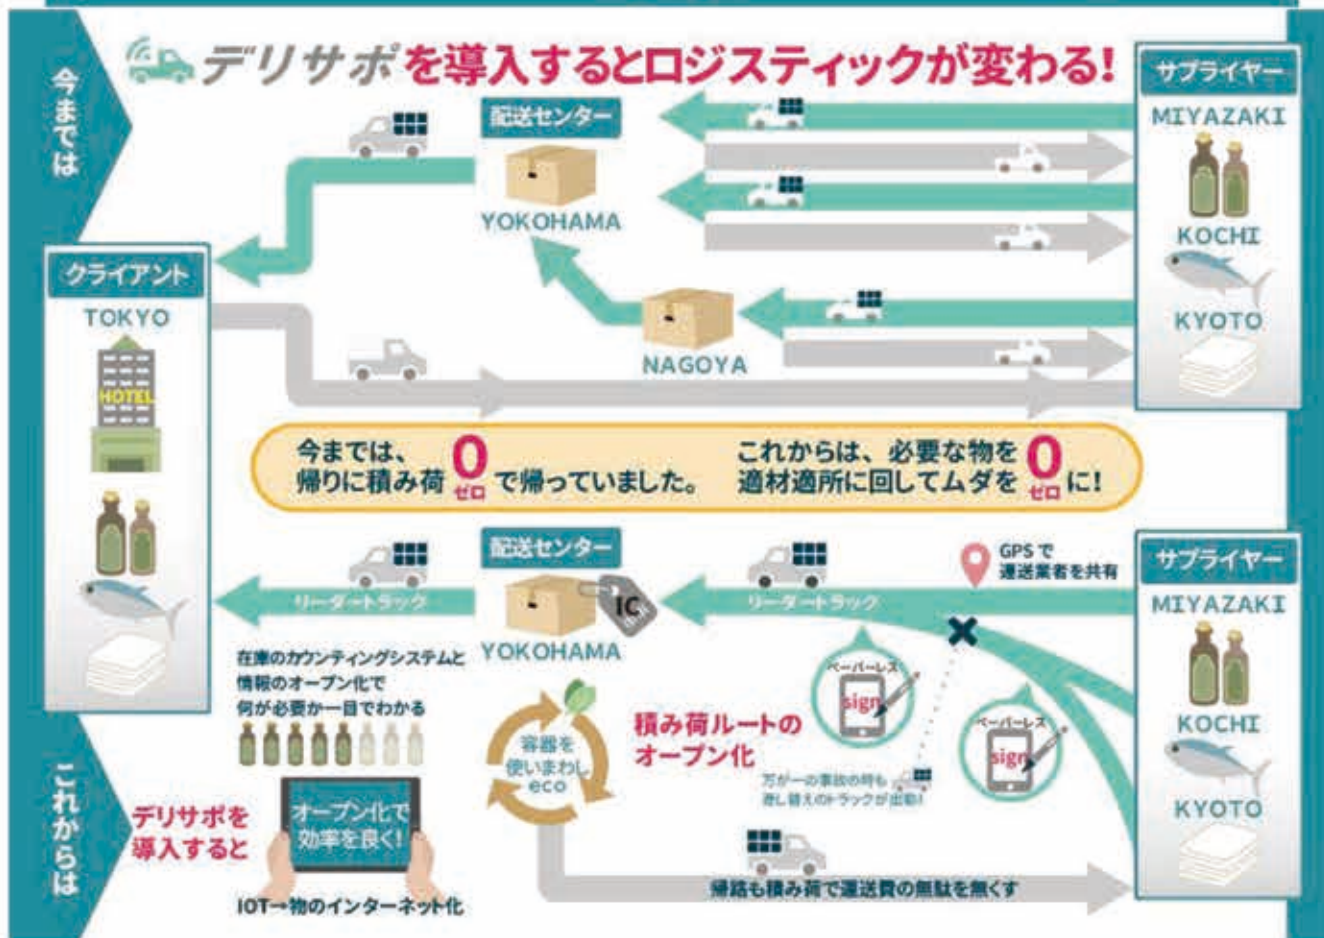 今までは
デリサポを導入するとロジスティックが変わる!
サプライヤー
MIYAZAKI
KOCHI
KYOTO
配送センター
YOKOHAMA
NAGOYA
クライアント
TOKYO
HOTEL
今までは、
帰りに積み荷0ゼロで帰っていました。
これからは、必要な物を
適材適所に回してムダを0ゼロに!
配送センター
YOKOHAMA
IC
リーダートラック
リーダートラック
GPSで
運送業者を共有
サプライヤー
MIYAZAKI
KOCHI
KYOTO
ペーパーレス
sign
ペーパーレス
sign
在庫のカウンティングシステムと
情報のオープン化で
何が必要か一目でわかる
容器を
使いまわし
eco
積み荷ルートの
オープン化
万が一の事故の時も
差し替えのトラックが出動!
これからは
デリサポを
導入すると
オープン化で
効率を良く!
IOT→物のインターネット化
帰路も積み荷で運送費の無駄を無くす